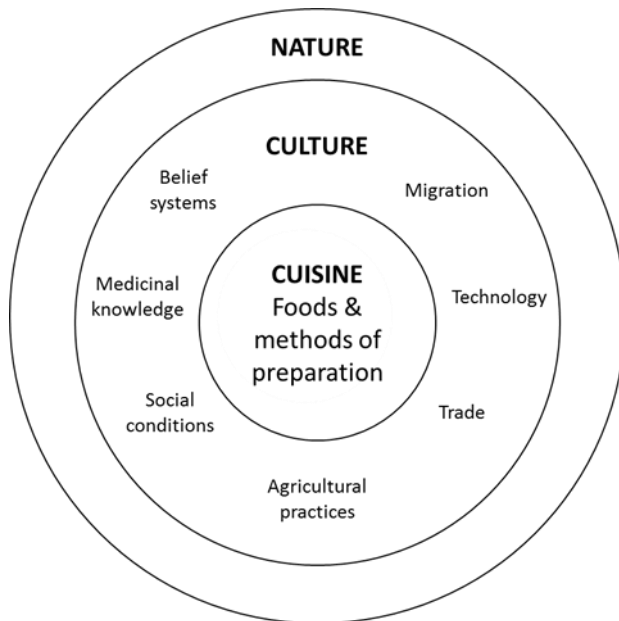 NATURE
CULTURE
Belief
systems
Migration
Medicinal
knowledge
CUISINE
Foods &
methods of
preparation
Technology
Social
conditions
Trade
Agricultural
practices